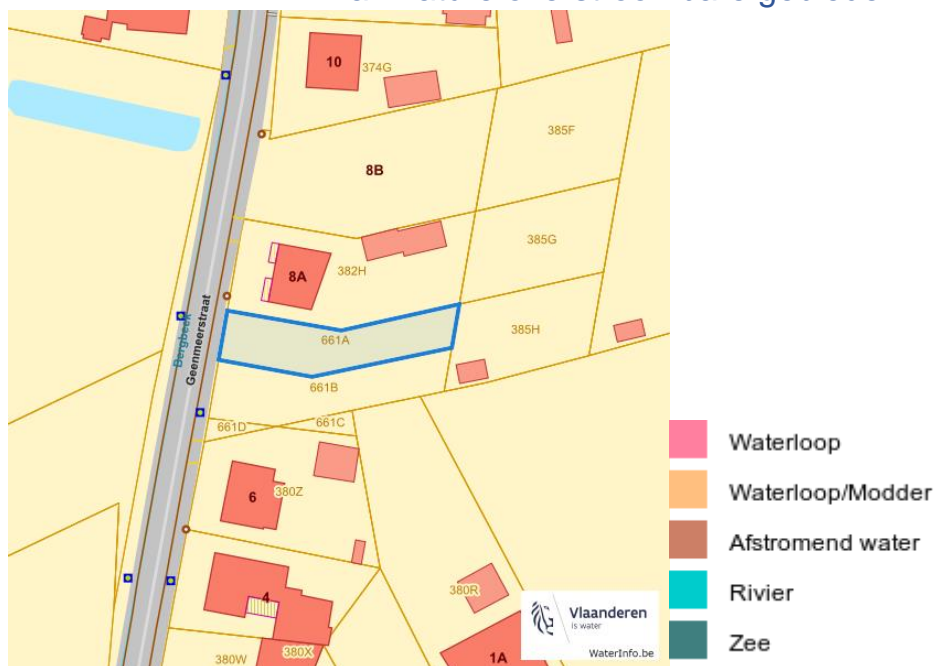 10
374G
385F
8B
385G
8A
382H
661A
385H
Bergbeek
Geenmeerstraat
661B
661D
661C
6
380Z
4
380R
380W
380X
1A
Vlaanderen
is water
WaterInfo.be
Waterloop
Waterloop/Modder
Afstromend water
Rivier
Zee